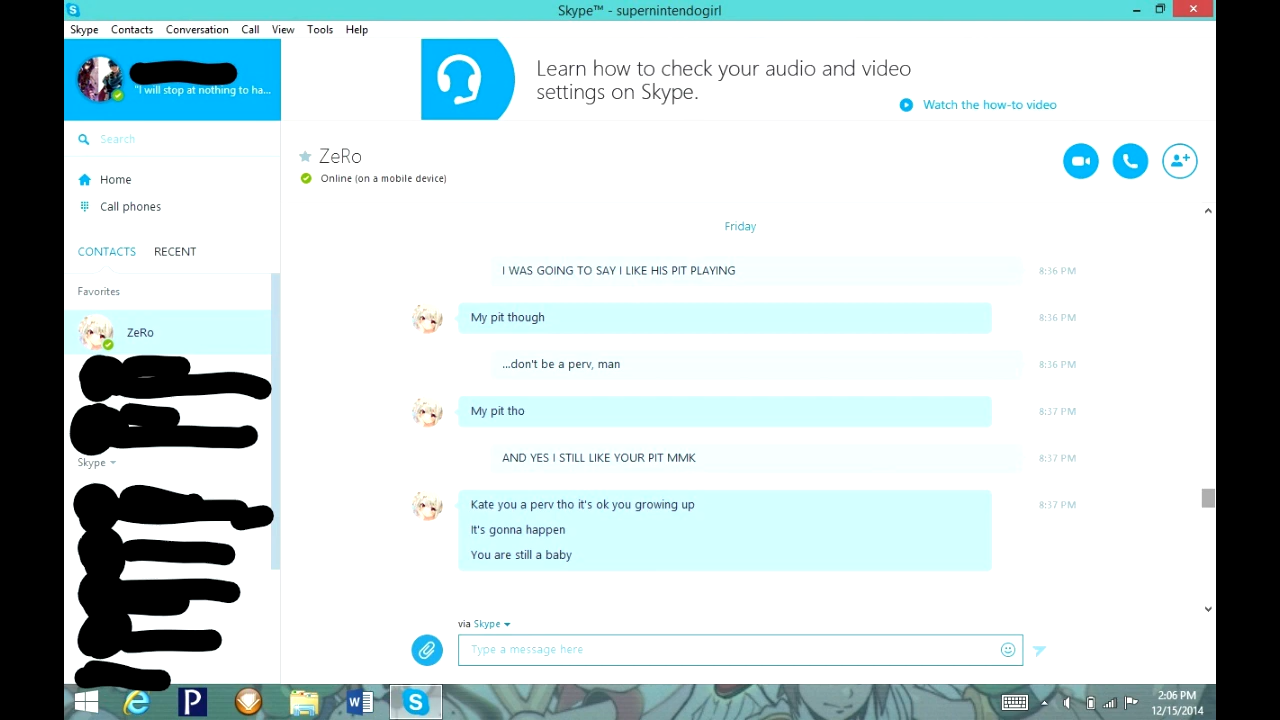 Skype™ - supernintendogirl
Skype Contacts Conversation Call View Tools Help
"I will stop at nothing to ha...
Learn how to check your audio and video
settings on Skype.
Watch the how-to video
Search
Home
Call phones
CONTACTS RECENT
Favorites
ZeRo
Skype
ZeRo
Online (on a mobile device)
Friday
I WAS GOING TO SAY I LIKE HIS PIT PLAYING 8:36 PM
My pit though 8:36 PM
...don't be a perv, man 8:36 PM
My pit tho 8:37 PM
AND YES I STILL LIKE YOUR PIT MMK 8:37 PM
Kate you a perv tho it's ok you growing up 8:37 PM
It's gonna happen
You are still a baby
via Skype
Type a message here
2:06 PM
12/15/2014